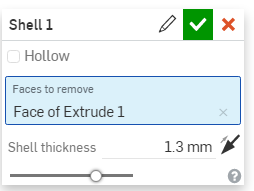 Shell 1
Hollow
Faces to remove
Face of Extrude 1
Shell thickness 1.3 mm